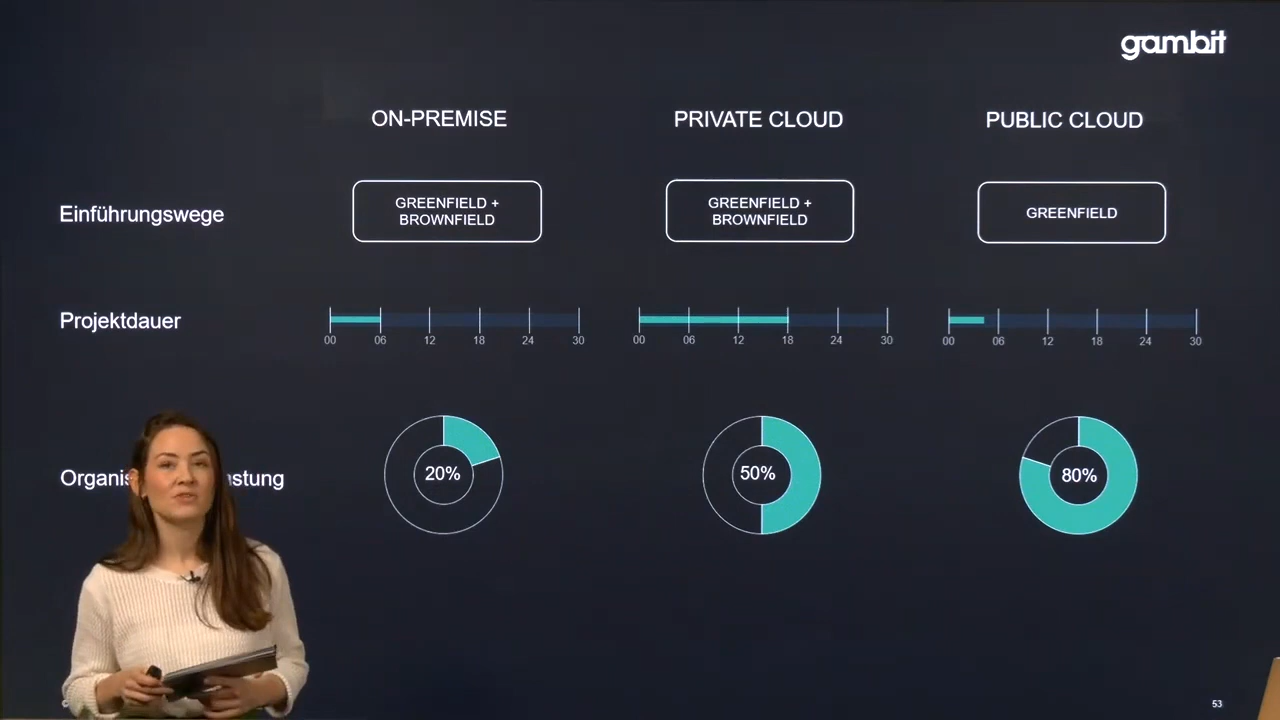 gambit
ON-PREMISE
PRIVATE CLOUD
PUBLIC CLOUD
Einführungswege
GREENFIELD +
BROWNFIELD
GREENFIELD +
BROWNFIELD
GREENFIELD
Projektdauer
00 06 12 18 24 30
00 06 12 18 24 30
00 06 12 18 24 30
20%
50%
80%
53